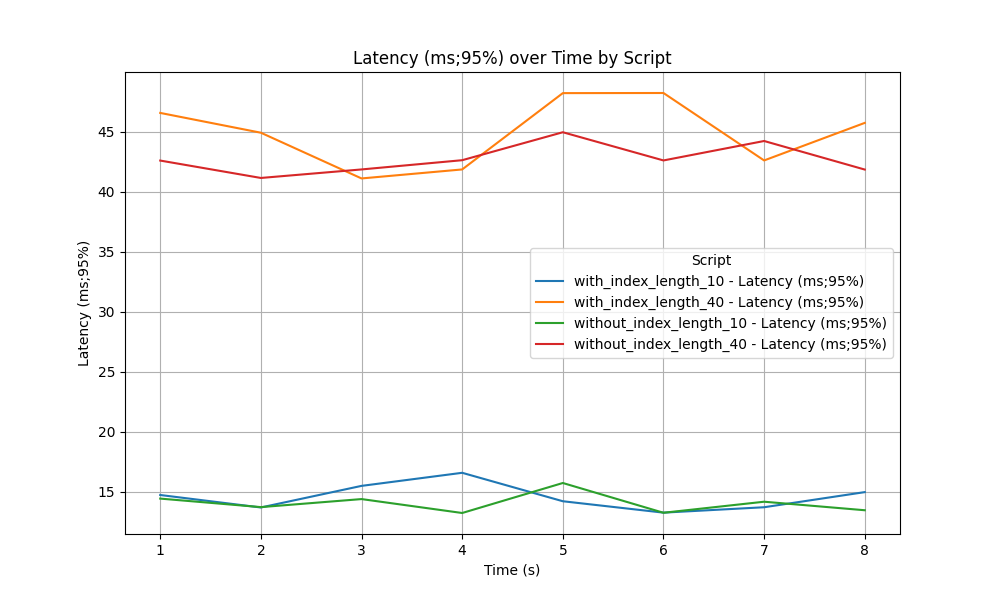 Latency (ms;95%) over Time by Script
Latency (ms;95%)
45
40
35
30
25
20
15
Script
with_index_length_10 - Latency (ms;95%)
with_index_length_40 - Latency (ms;95%)
without_index_length_10 - Latency (ms;95%)
without_index_length_40 - Latency (ms;95%)
1 2 3 4 5 6 7 8
Time (s)